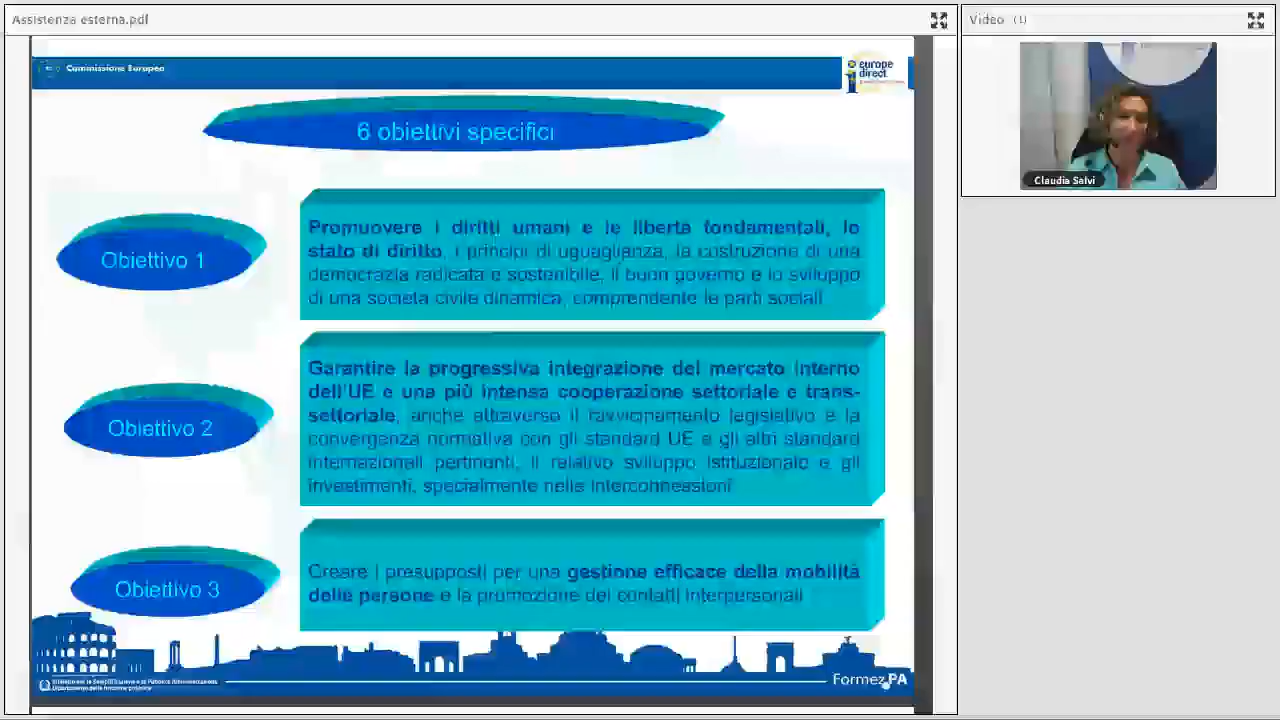 Assistenza esterna.pdf
Video (1)
Commissione Europea
europe
direct
6 obiettivi specifici
Obiettivo 1
Promuovere i diritti umani e le libertà fondamentali, lo
stato di diritto, i principi di uguaglianza, la costruzione di una
democrazia radicata e sostenibile, il buon governo e lo sviluppo
di una società civile dinamica, comprendente le parti sociali
Obiettivo 2
Garantire la progressiva integrazione del mercato interno
dell'UE e una più intensa cooperazione settoriale e trans-
settoriale, anche attraverso il ravvicinamento legislativo e la
convergenza normativa con gli standard UE e gli altri standard
internazionali pertinenti, il relativo sviluppo istituzionale e gli
investimenti, specialmente nelle interconnessioni
Obiettivo 3
Creare i presupposti per una gestione efficace della mobilità
delle persone e la promozione dei contatti interpersonali
Dipartimento della funzione pubblica
FormezPA
Claudia Salvi